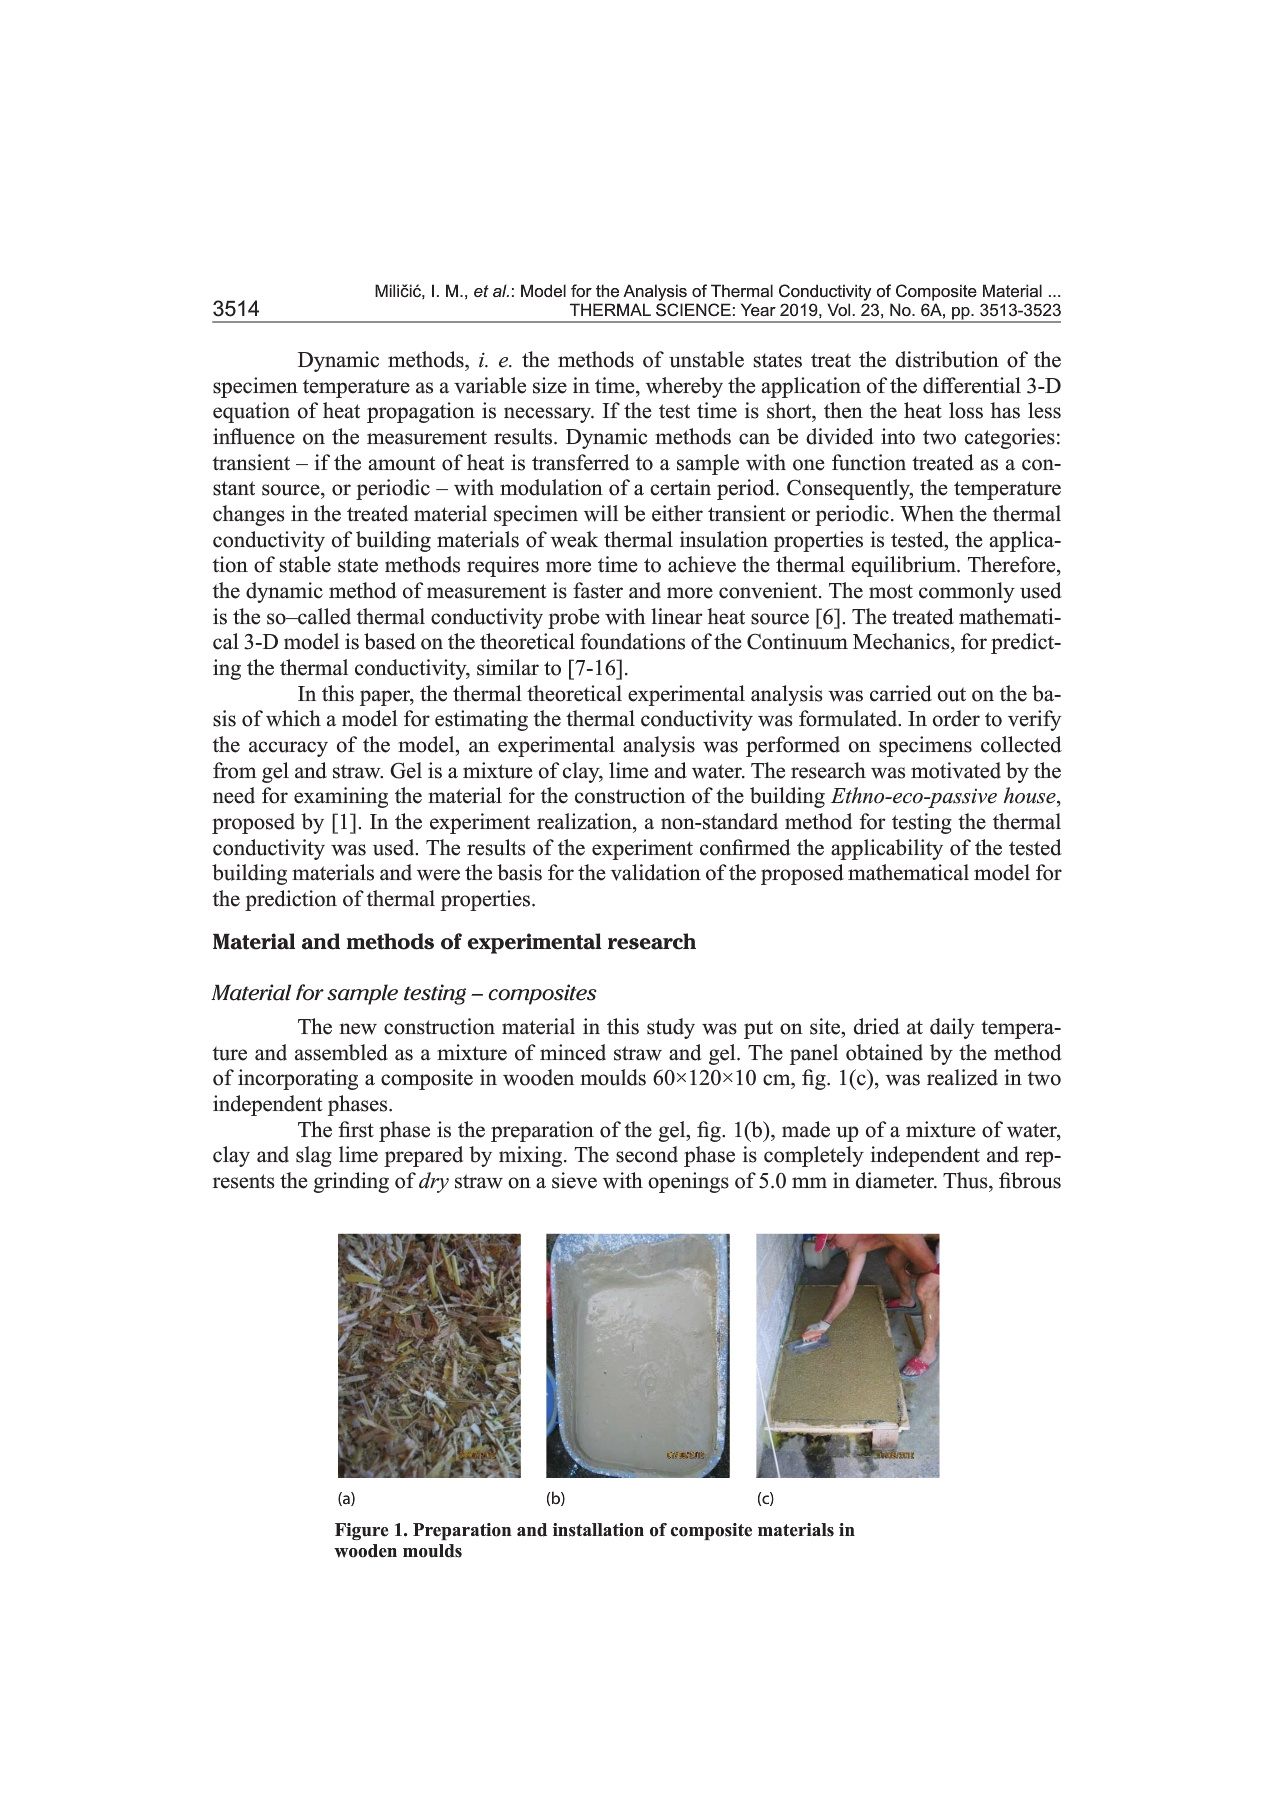 Miličić, I. M., et al.: Model for the Analysis of Thermal Conductivity of Composite Material ...
3514 THERMAL SCIENCE: Year 2019, Vol. 23, No. 6A, pp. 3513-3523
Dynamic methods, i. e. the methods of unstable states treat the distribution of the
specimen temperature as a variable size in time, whereby the application of the differential 3-D
equation of heat propagation is necessary. If the test time is short, then the heat loss has less
influence on the measurement results. Dynamic methods can be divided into two categories:
transient – if the amount of heat is transferred to a sample with one function treated as a con-
stant source, or periodic – with modulation of a certain period. Consequently, the temperature
changes in the treated material specimen will be either transient or periodic. When the thermal
conductivity of building materials of weak thermal insulation properties is tested, the applica-
tion of stable state methods requires more time to achieve the thermal equilibrium. Therefore,
the dynamic method of measurement is faster and more convenient. The most commonly used
is the so–called thermal conductivity probe with linear heat source [6]. The treated mathemati-
cal 3-D model is based on the theoretical foundations of the Continuum Mechanics, for predict-
ing the thermal conductivity, similar to [7-16].
In this paper, the thermal theoretical experimental analysis was carried out on the ba-
sis of which a model for estimating the thermal conductivity was formulated. In order to verify
the accuracy of the model, an experimental analysis was performed on specimens collected
from gel and straw. Gel is a mixture of clay, lime and water. The research was motivated by the
need for examining the material for the construction of the building Ethno-eco-passive house,
proposed by [1]. In the experiment realization, a non-standard method for testing the thermal
conductivity was used. The results of the experiment confirmed the applicability of the tested
building materials and were the basis for the validation of the proposed mathematical model for
the prediction of thermal properties.
Material and methods of experimental research
Material for sample testing – composites
The new construction material in this study was put on site, dried at daily tempera-
ture and assembled as a mixture of minced straw and gel. The panel obtained by the method
of incorporating a composite in wooden moulds 60×120×10 cm, fig. 1(c), was realized in two
independent phases.
The first phase is the preparation of the gel, fig. 1(b), made up of a mixture of water,
clay and slag lime prepared by mixing. The second phase is completely independent and rep-
resents the grinding of dry straw on a sieve with openings of 5.0 mm in diameter. Thus, fibrous
(a) (b) (c)
Figure 1. Preparation and installation of composite materials in
wooden moulds